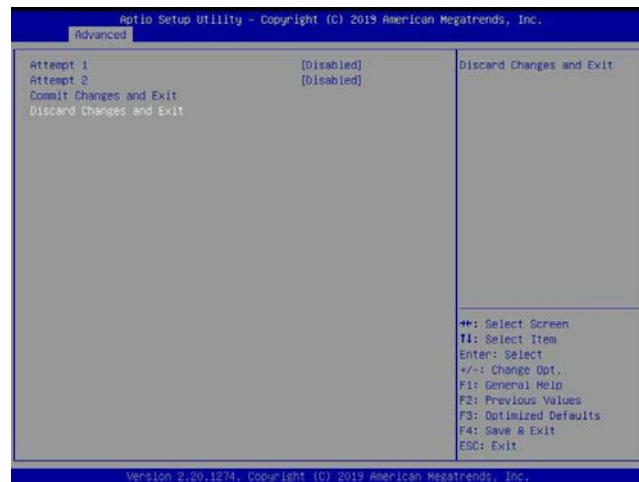 Aptio Setup Utility – Copyright (C) 2019 American Megatrends, Inc.
Advanced
Attempt 1 [Disabled]
Attempt 2 [Disabled]
Commit Changes and Exit
Discard Changes and Exit
Discard Changes and Exit
→←: Select Screen
↑↓: Select Item
Enter: Select
+/-: Change Opt.
F1: General Help
F2: Previous Values
F3: Optimized Defaults
F4: Save & Exit
ESC: Exit
Version 2.20.1274. Copyright (C) 2019 American Megatrends, Inc.